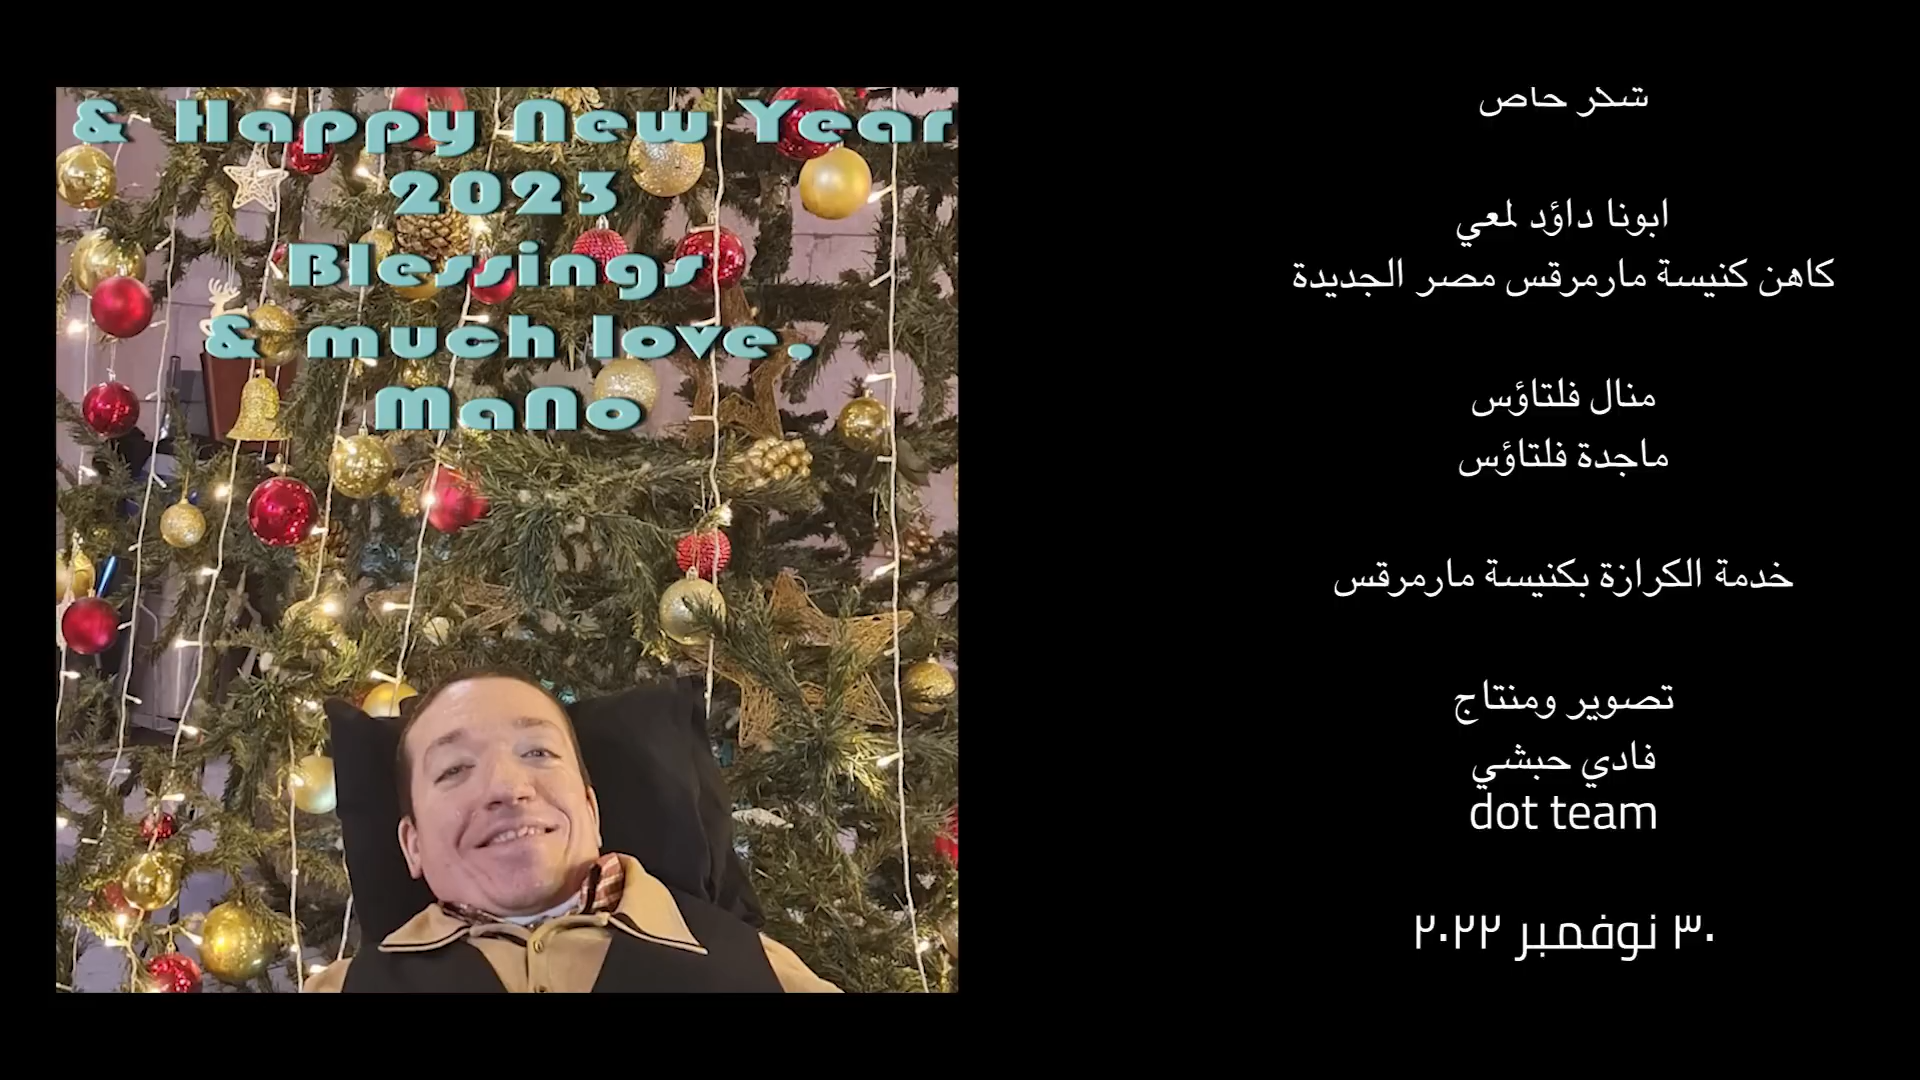 & Happy New Year
2023
Blessings
& much love,
MaNo
شكر خاص
ابونا داؤد لمعي
كاهن كنيسة مارمرقس مصر الجديدة
منال فلتاؤس
ماجدة فلتاؤس
خدمة الكرازة بكنيسة مارمرقس
تصوير ومنتاج
فادي حبشي
dot team
٣٠ نوفمبر ٢٠٢٢